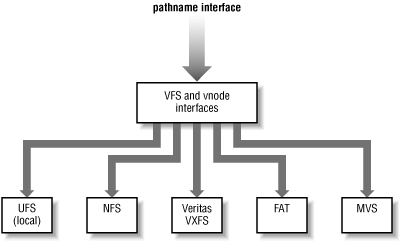 pathname interface
VFS and vnode
interfaces
UFS
(local)
NFS
Veritas
VXFS
FAT
MVS